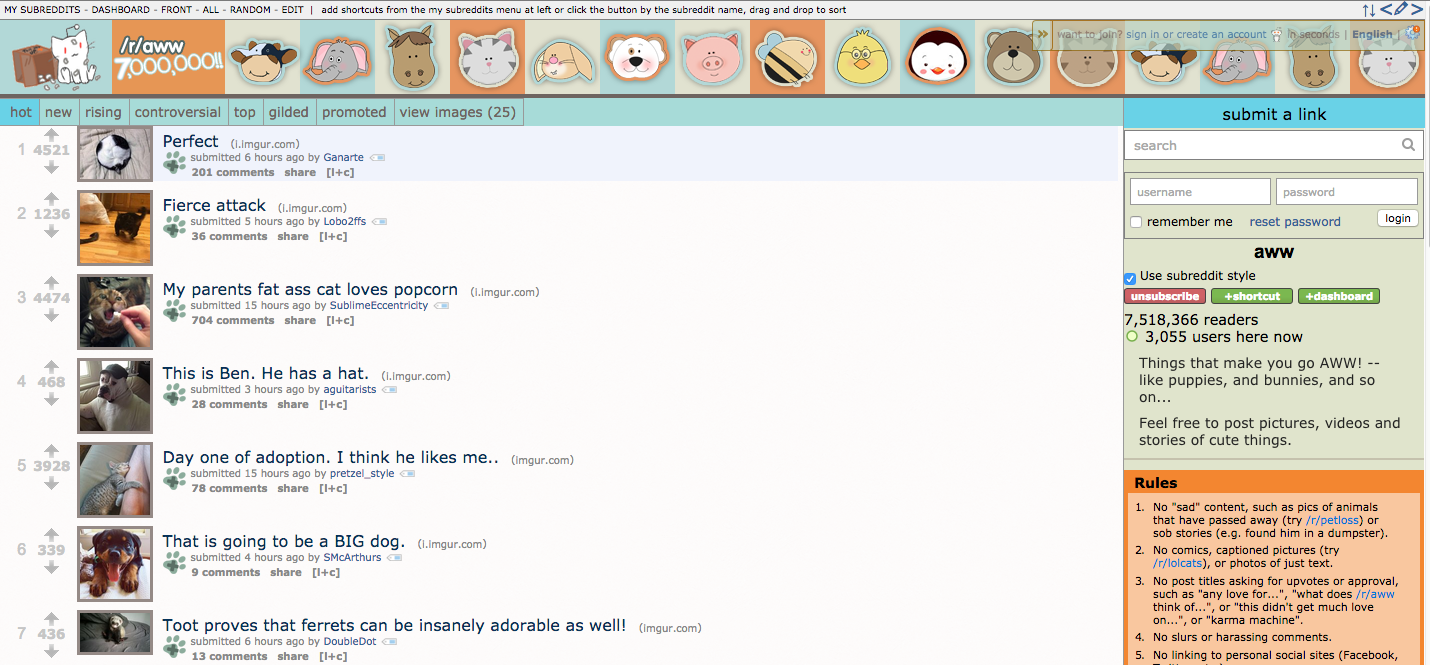 MY SUBREDDITS - DASHBOARD - FRONT - ALL - RANDOM - EDIT | add shortcuts from the my subreddits menu at left or click the button by the subreddit name, drag and drop to sort
/r/aww
7,000,000!!
want to join? sign in or create an account in seconds | English |
hot new rising controversial top gilded promoted view images (25)
1 4521
Perfect (i.imgur.com)
submitted 6 hours ago by Ganarte
201 comments share [l+c]
2 1236
Fierce attack (i.imgur.com)
submitted 5 hours ago by Lobo2ffs
36 comments share [l+c]
3 4474
My parents fat ass cat loves popcorn (i.imgur.com)
submitted 15 hours ago by SublimeEccentricity
704 comments share [l+c]
4 468
This is Ben. He has a hat. (i.imgur.com)
submitted 3 hours ago by aguitarists
28 comments share [l+c]
5 3928
Day one of adoption. I think he likes me.. (imgur.com)
submitted 15 hours ago by pretzel_style
78 comments share [l+c]
6 339
That is going to be a BIG dog. (i.imgur.com)
submitted 4 hours ago by SMcArthurs
9 comments share [l+c]
7 436
Toot proves that ferrets can be insanely adorable as well! (imgur.com)
submitted 6 hours ago by DoubleDot
13 comments share [l+c]
submit a link
search
username password
remember me reset password login
aww
Use subreddit style
unsubscribe +shortcut +dashboard
7,518,366 readers
3,055 users here now
Things that make you go AWW! --
like puppies, and bunnies, and so
on...
Feel free to post pictures, videos and
stories of cute things.
Rules
1. No "sad" content, such as pics of animals
that have passed away (try /r/petloss) or
sob stories (e.g. found him in a dumpster).
2. No comics, captioned pictures (try
/r/lolcats), or photos of just text.
3. No post titles asking for upvotes or approval,
such as "any love for...", "what does /r/aww
think of...", or "this didn't get much love
on...", or "karma machine".
4. No slurs or harassing comments.
5. No linking to personal social sites (Facebook,